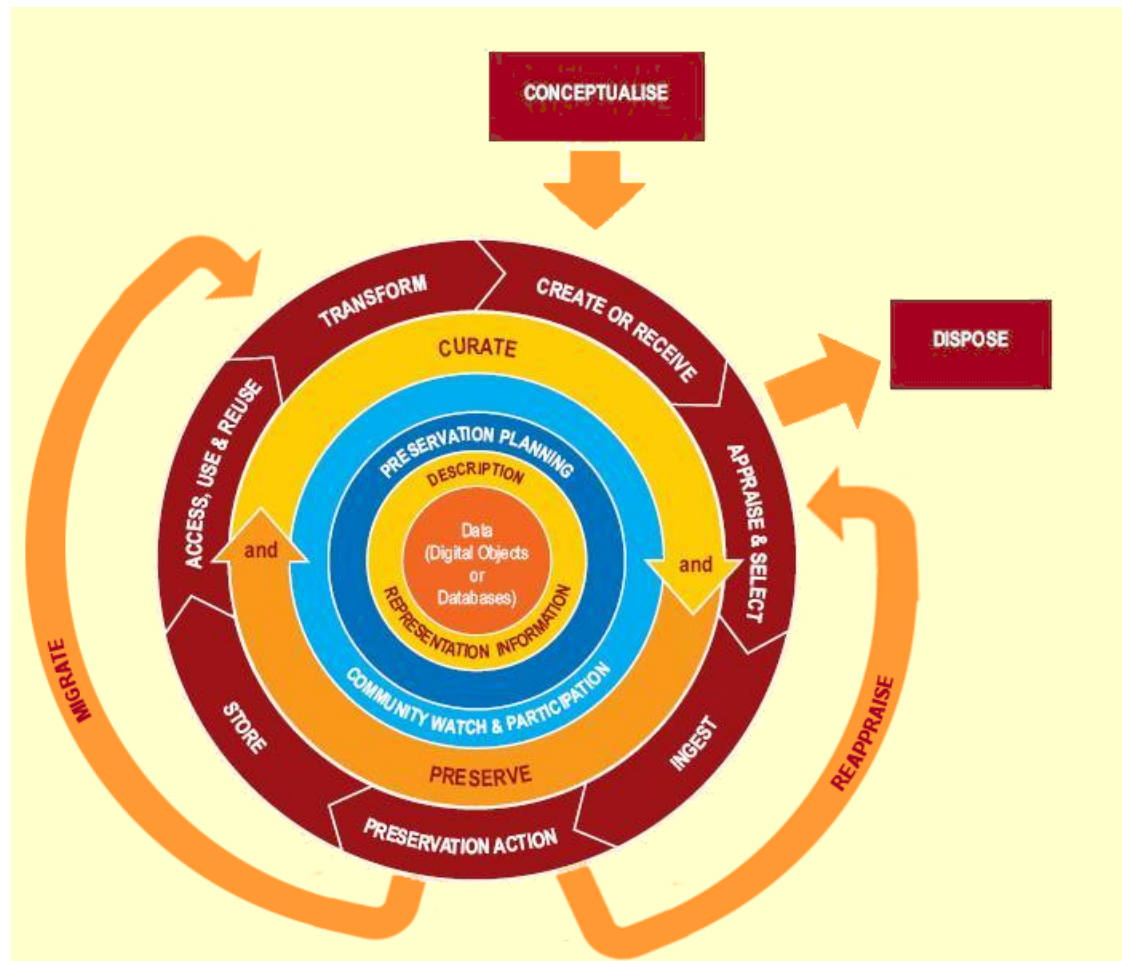 CONCEPTUALISE
DISPOSE
TRANSFORM
CREATE OR RECEIVE
APPRAISE & SELECT
INGEST
PRESERVATION ACTION
STORE
ACCESS, USE & REUSE
CURATE
and
PRESERVE
and
COMMUNITY WATCH & PARTICIPATION
PRESERVATION PLANNING
DESCRIPTION
REPRESENTATION INFORMATION
Data
(Digital Objects
or
Databases)
MIGRATE
REAPPRAISE